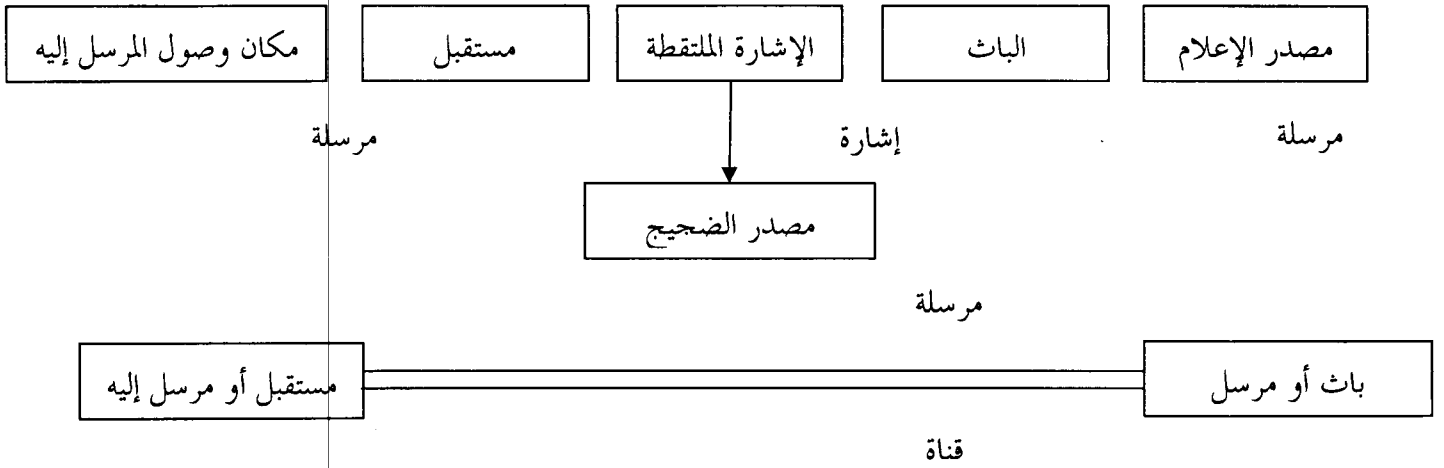 مصدر الإعلام
الباث
الإشارة الملتقطة
مستقبل
مكان وصول المرسل إليه
مرسلة
إشارة
مرسلة
مصدر الضجيج
مرسلة
باث أو مرسل
مستقبل أو مرسل إليه
قناة